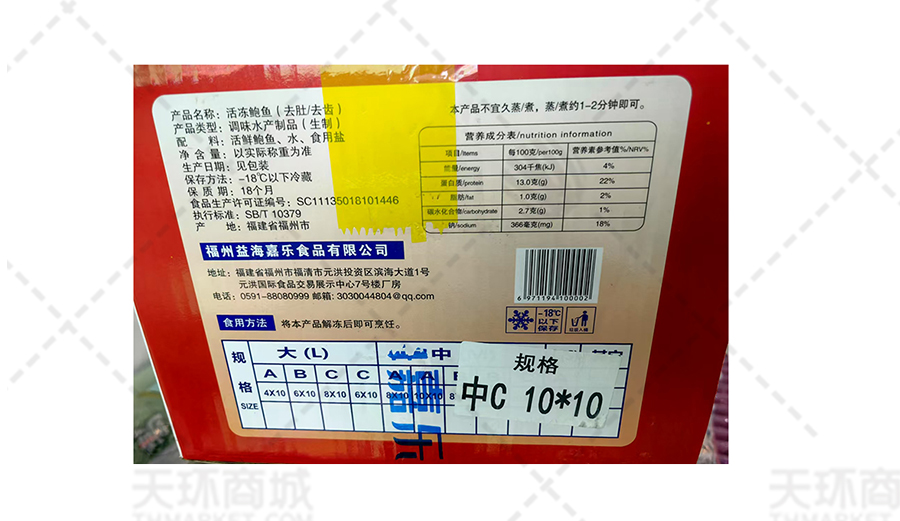 产品名称：活冻鲍鱼（去肚/去齿）
产品类型：调味水产制品（生制）
配 料：活鲜鲍鱼、水、食用盐
净 含 量：以实际称重为准
生产日期：见包装
保存方法：-18℃以下冷藏
保 质 期：18个月
食品生产许可证编号：SC11135018101446
执行标准：SB/T 10379
产 地：福建省福州市
本产品不宜久蒸/煮，蒸/煮约1-2分钟即可。
营养成分表/nutrition information
项目/Items 每100克/per100g 营养素参考值%/NRV%
能量/energy 304千焦(kJ) 4%
蛋白质/protein 13.0克(g) 22%
脂肪/fat 1.0克(g) 2%
碳水化合物/carbohydrate 2.7克(g) 1%
钠/sodium 366毫克(mg) 18%
福州益海嘉乐食品有限公司
地址：福建省福州市福清市元洪投资区滨海大道1号
元洪国际食品交易展示中心7号楼厂房
电话：0591-88080999 邮箱: 3030044804@qq.com
6 971194 100002
-18℃
以下
保存
食用方法 将本产品解冻后即可烹饪。
规格 SIZE 大 (L) 中
A B C C A A
4X10 6X10 8X10 6X10 8X10 10X10
嘉乐
规格
中C 10*10
天环商城
THMARKET.COM
天环商
THMARKET